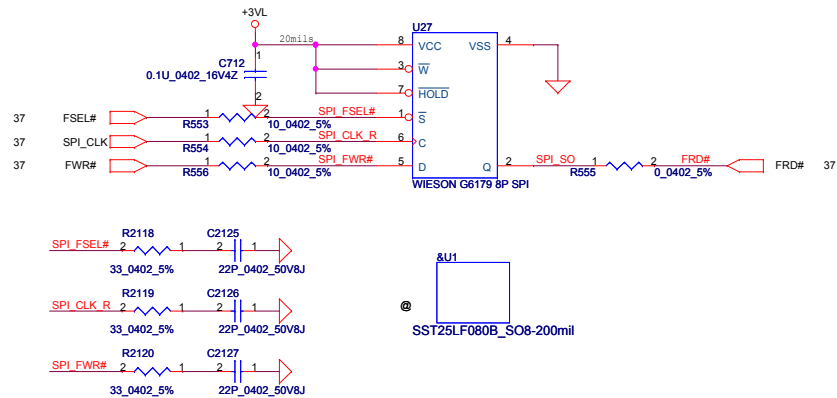 +3VL
U27
20mils
8 VCC VSS 4
1
C712
0.1U_0402_16V4Z
2
3 W
7 HOLD
37 FSEL# 1 R553 2 10_0402_5% SPI_FSEL# 1 S
37 SPI_CLK 1 R554 2 10_0402_5% SPI_CLK_R 6 C
37 FWR# 1 R556 2 10_0402_5% SPI_FWR# 5 D
Q 2 SPI_SO 1 R555 2 0_0402_5% FRD# FRD# 37
WIESON G6179 8P SPI
R2118 C2125
SPI_FSEL# 2 1 2 1
33_0402_5% 22P_0402_50V8J
R2119 C2126
SPI_CLK_R 2 1 2 1
33_0402_5% 22P_0402_50V8J
R2120 C2127
SPI_FWR# 2 1 2 1
33_0402_5% 22P_0402_50V8J
&U1
@
SST25LF080B_SO8-200mil